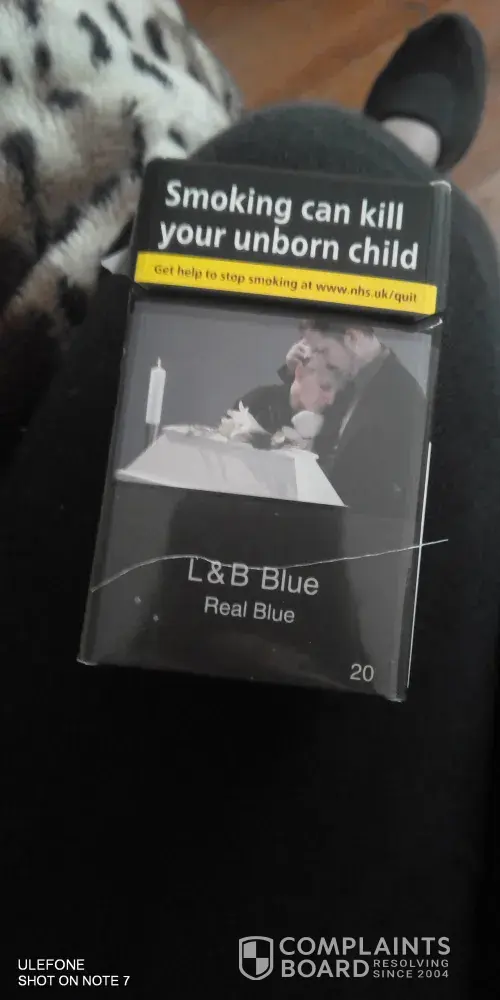 Smoking can kill
your unborn child
Get help to stop smoking at www.nhs.uk/quit
L&B Blue
Real Blue
20
ULEFONE
SHOT ON NOTE 7
COMPLAINTS
BOARD RESOLVING
SINCE 2004